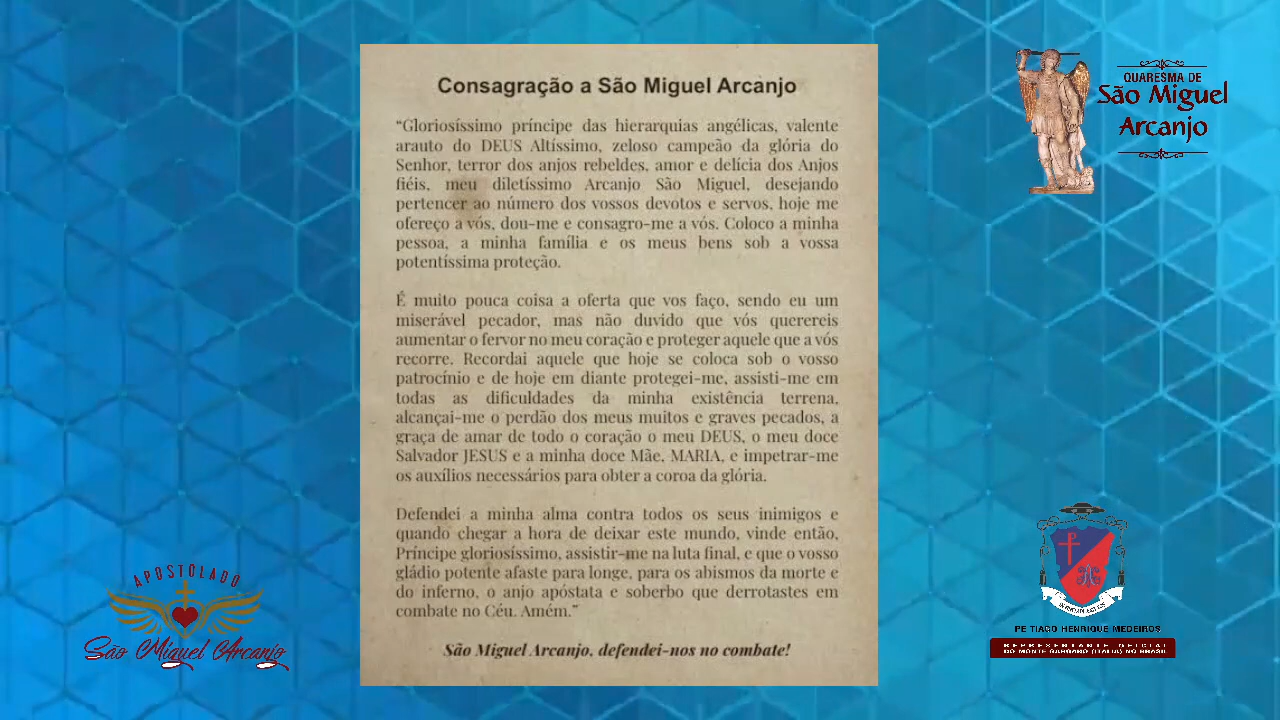 Consagração a São Miguel Arcanjo
“Gloriosíssimo príncipe das hierarquias angélicas, valente
arauto do DEUS Altíssimo, zeloso campeão da glória do
Senhor, terror dos anjos rebeldes, amor e delícia dos Anjos
fiéis, meu diletíssimo Arcanjo São Miguel, desejando
pertencer ao número dos vossos devotos e servos, hoje me
ofereço a vós, dou-me e consagro-me a vós. Coloco a minha
pessoa, a minha família e os meus bens sob a vossa
potentíssima proteção.
É muito pouca coisa a oferta que vos faço, sendo eu um
miserável pecador, mas não duvido que vós querereis
aumentar o fervor no meu coração e proteger aquele que a vós
recorre. Recordai aquele que hoje se coloca sob o vosso
patrocínio e de hoje em diante protegei-me, assisti-me em
todas as dificuldades da minha existência terrena,
alcançai-me o perdão dos meus muitos e graves pecados, a
graça de amar de todo o coração o meu DEUS, o meu doce
Salvador JESUS e a minha doce Mãe, MARIA, e impetrar-me
os auxílios necessários para obter a coroa da glória.
Defendei a minha alma contra todos os seus inimigos e
quando chegar a hora de deixar este mundo, vinde então,
Príncipe gloriosíssimo, assistir-me na luta final, e que o vosso
gládio potente afaste para longe, para os abismos da morte e
do inferno, o anjo apóstata e soberbo que derrotastes em
combate no Céu. Amém.”
São Miguel Arcanjo, defendei-nos no combate!
QUARESMA DE
São Miguel
Arcanjo
APOSTOLADO
São Miguel Arcanjo
PE TIAGO HENRIQUE MEDEIROS
REPRESENTANTE OFICIAL
DO MONTE GARGANO (ITALIA) NO BRASIL